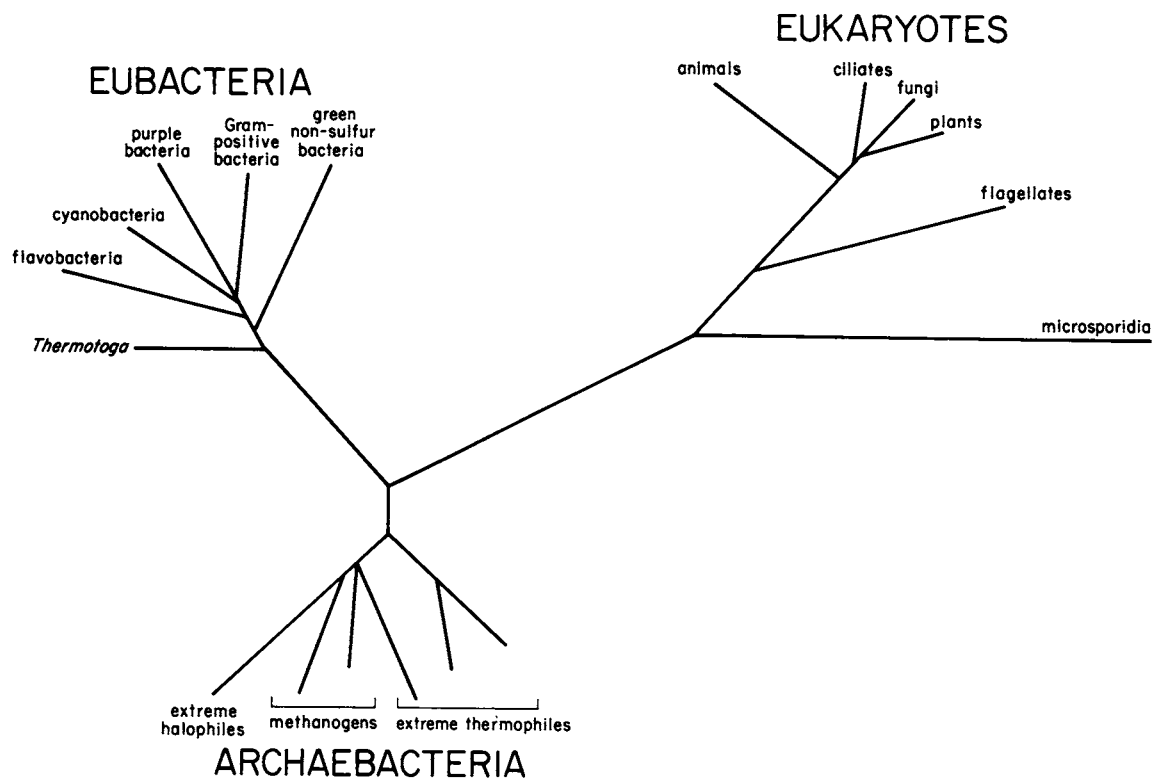 EUKARYOTES
animals
ciliates
fungi
plants
flagellates
microsporidia
EUBACTERIA
green
non-sulfur
bacteria
Gram-
positive
bacteria
purple
bacteria
cyanobacteria
flavobacteria
Thermotoga
extreme
halophiles
methanogens
extreme thermophiles
ARCHAEBACTERIA